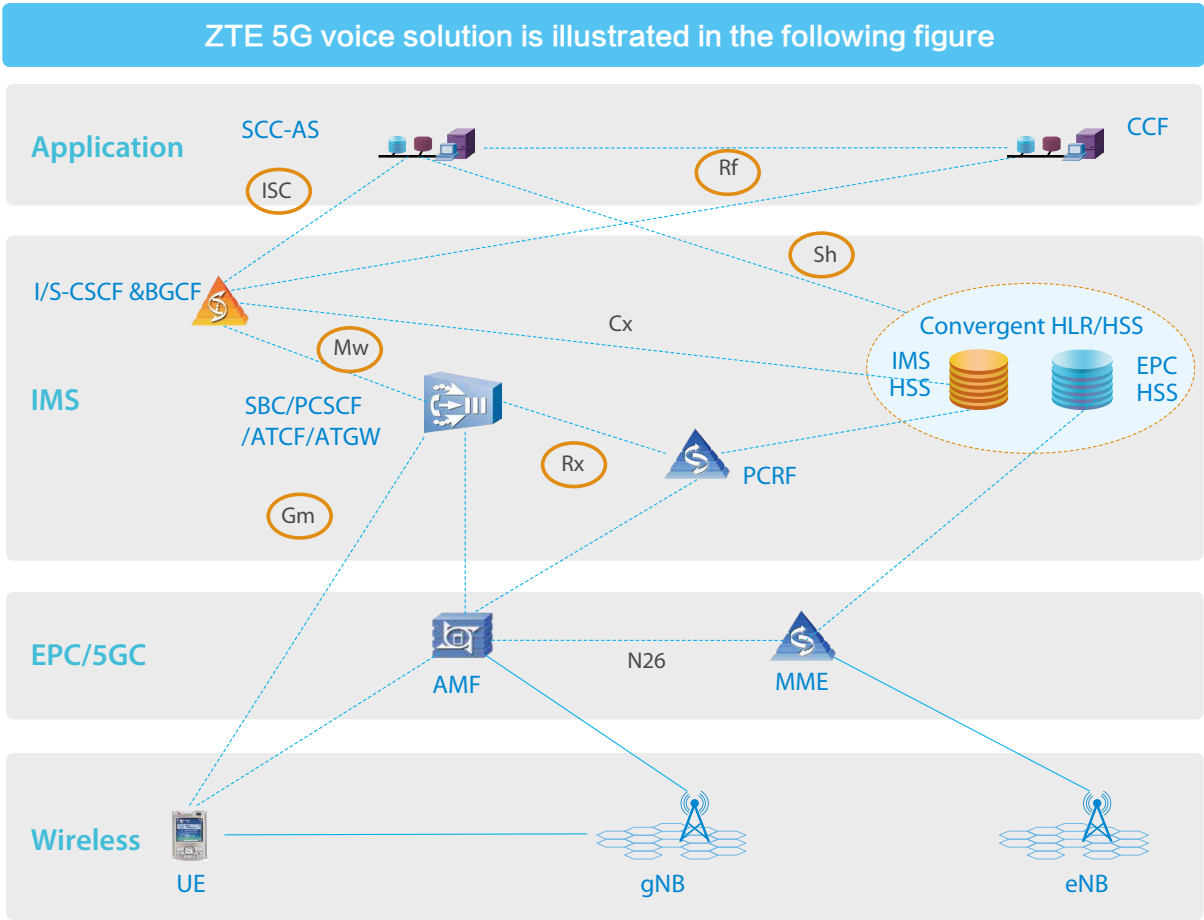 ZTE 5G voice solution is illustrated in the following figure
SCC-AS
CCF
Application
Rf
ISC
Sh
I/S-CSCF &BGCF
Cx
Convergent HLR/HSS
Mw
IMS
HSS
EPC
HSS
IMS
SBC/PCSCF
/ATCF/ATGW
Rx
PCRF
Gm
EPC/5GC
N26
AMF
MME
Wireless
UE
gNB
eNB